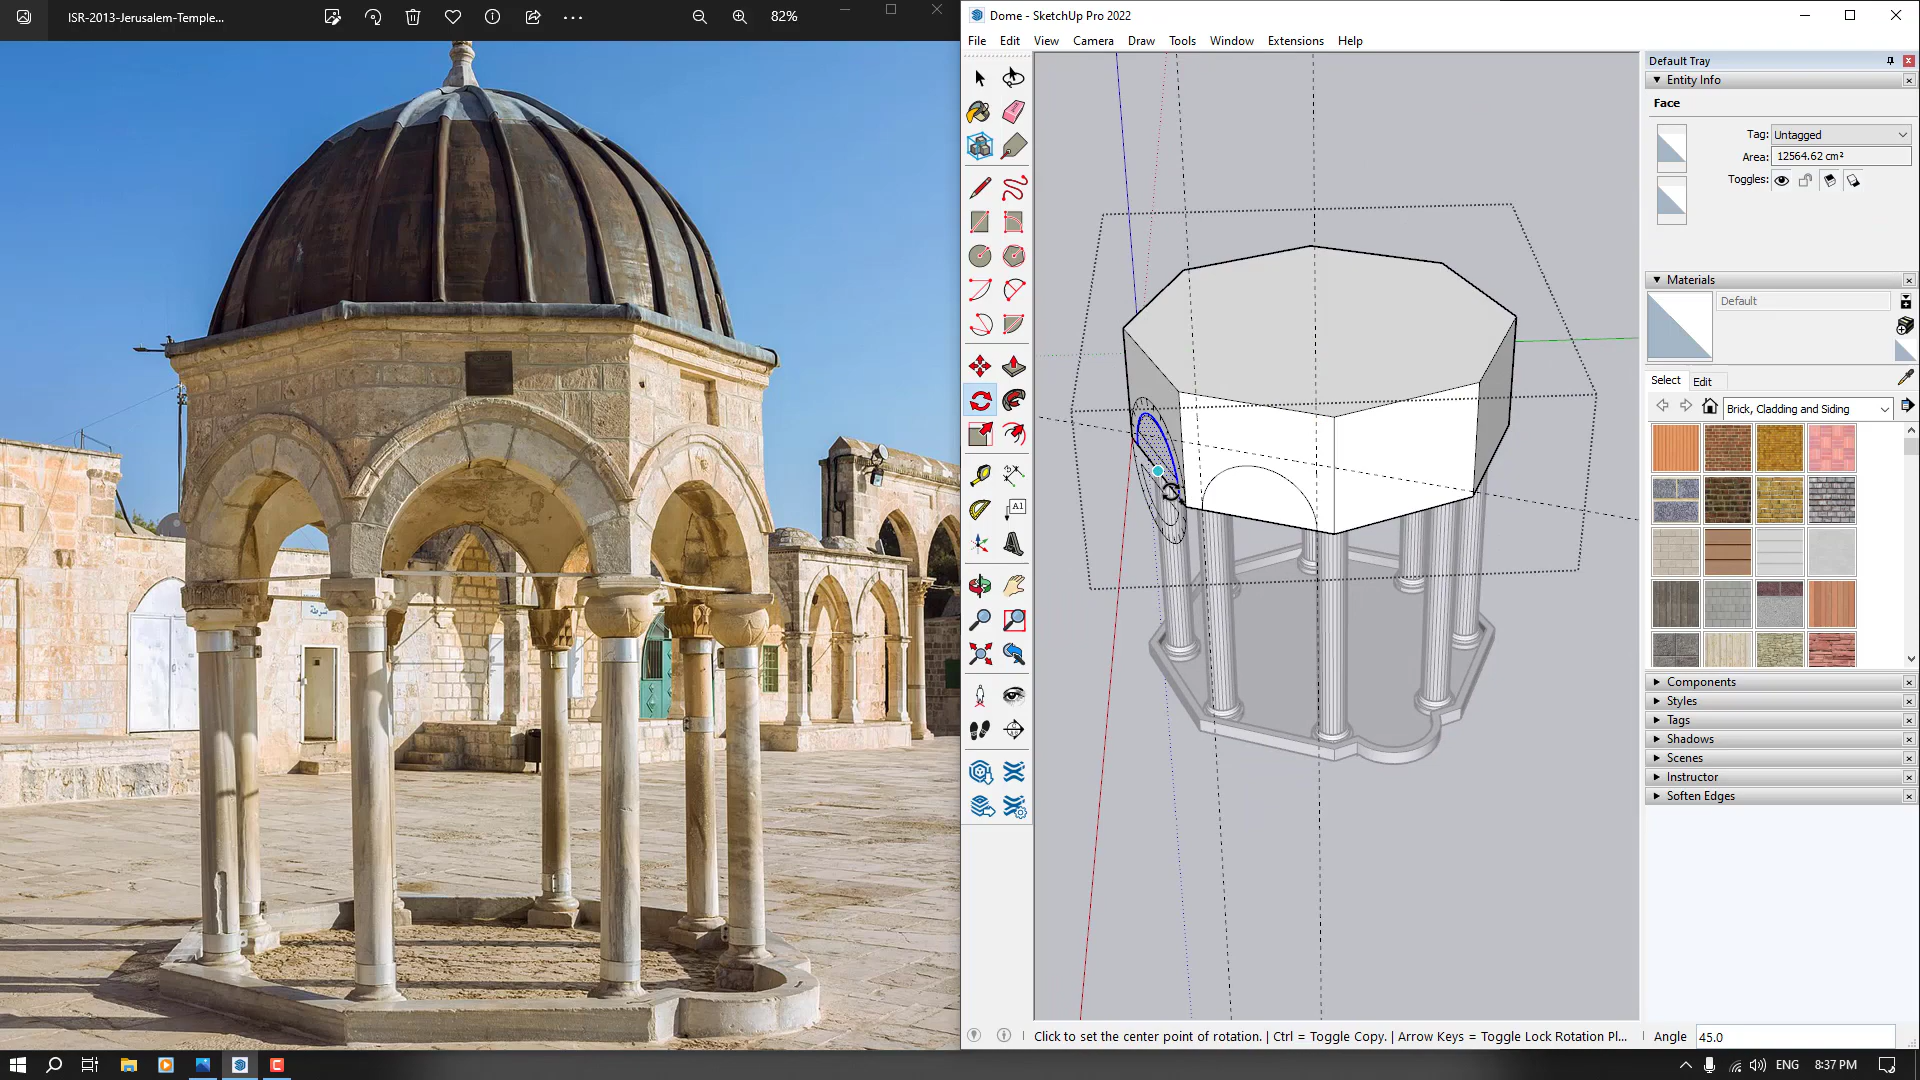 ISR-2013-Jerusalem-Temple...
82%
Dome - SketchUp Pro 2022
File Edit View Camera Draw Tools Window Extensions Help
Default Tray
Entity Info
Face
Tag: Untagged
Area: 12564.62 cm²
Toggles:
Materials
Default
Select Edit
Brick, Cladding and Siding
A1
Components
Styles
Tags
Shadows
Scenes
Instructor
Soften Edges
Click to set the center point of rotation. | Ctrl = Toggle Copy. | Arrow Keys = Toggle Lock Rotation Pl...
Angle 45.0
ENG 8:37 PM